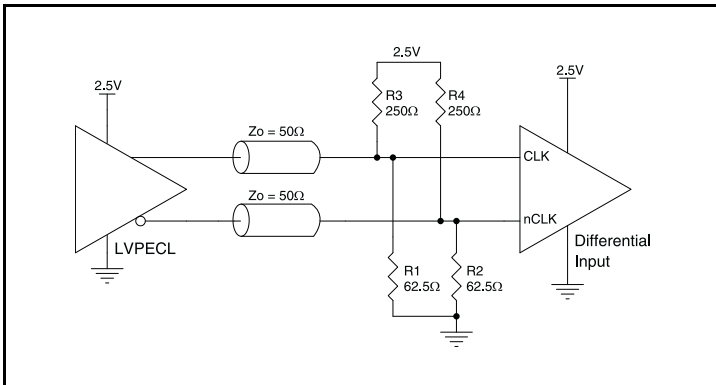 2.5V
2.5V
2.5V
R3
250Ω
R4
250Ω
Zo = 50Ω
CLK
Zo = 50Ω
nCLK
LVPECL
Differential
Input
R1
62.5Ω
R2
62.5Ω